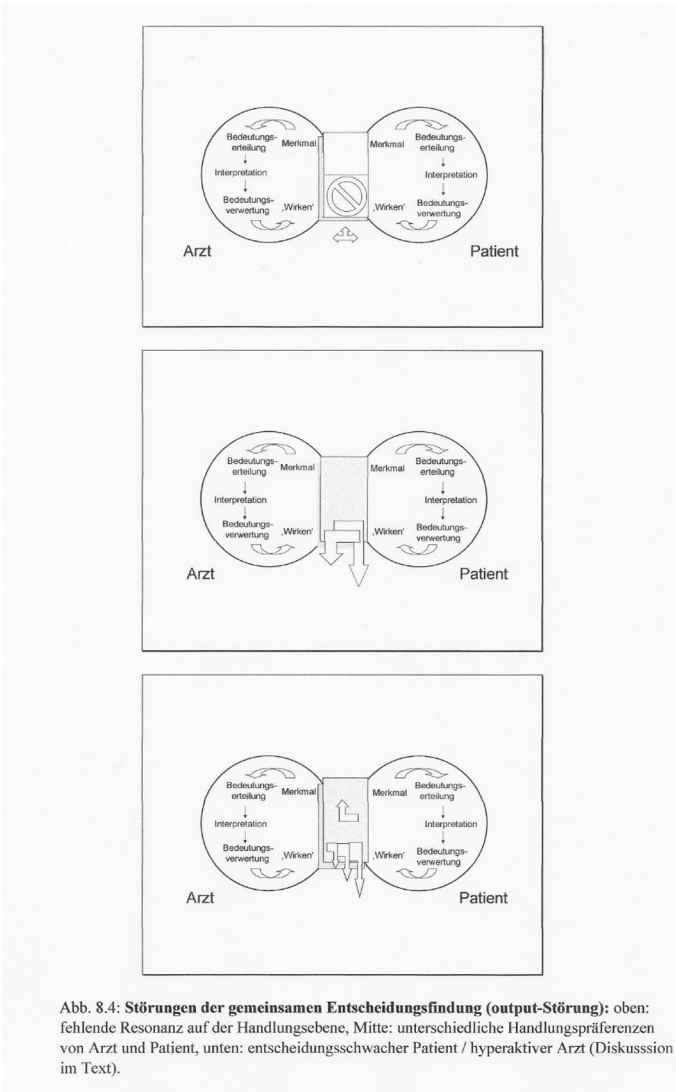 Bedeutungs-
erteilung
Merkmal
Interpretation
Bedeutungs-
verwertung
‚Wirken'
Merkmal
Bedeutungs-
erteilung
Interpretation
‚Wirken'
Bedeutungs-
verwertung
Arzt
Patient
Bedeutungs-
erteilung
Merkmal
Interpretation
Bedeutungs-
verwertung
‚Wirken'
Merkmal
Bedeutungs-
erteilung
Interpretation
‚Wirken'
Bedeutungs-
verwertung
Arzt
Patient
Bedeutungs-
erteilung
Merkmal
Interpretation
Bedeutungs-
verwertung
‚Wirken'
Merkmal
Bedeutungs-
erteilung
Interpretation
‚Wirken'
Bedeutungs-
verwertung
Arzt
Patient
Abb. 8.4: Störungen der gemeinsamen Entscheidungsfindung (output-Störung): oben:
fehlende Resonanz auf der Handlungsebene, Mitte: unterschiedliche Handlungspräferenzen
von Arzt und Patient, unten: entscheidungsschwacher Patient / hyperaktiver Arzt (Diskusssion
im Text).